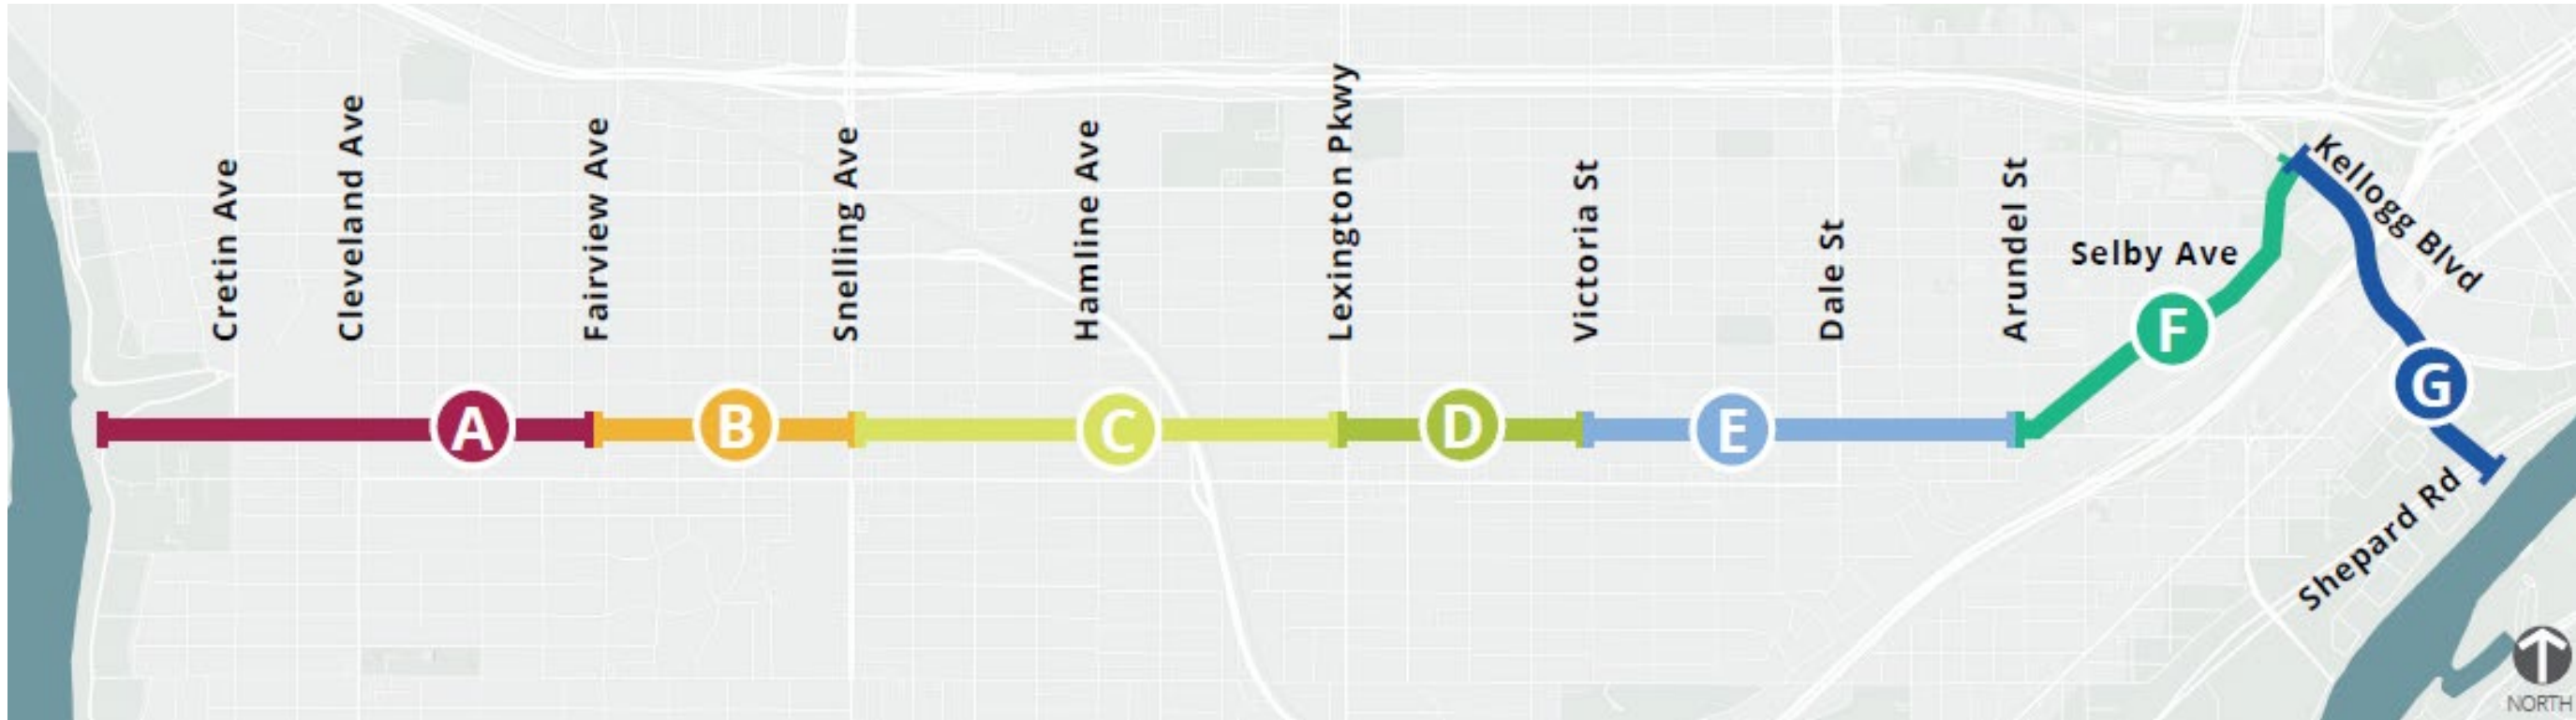 Cretin Ave
Cleveland Ave
Fairview Ave
Snelling Ave
Hamline Ave
Lexington Pkwy
Victoria St
Dale St
Arundel St
Selby Ave
Kellogg Blvd
Shepard Rd
A
B
C
D
E
F
G
NORTH